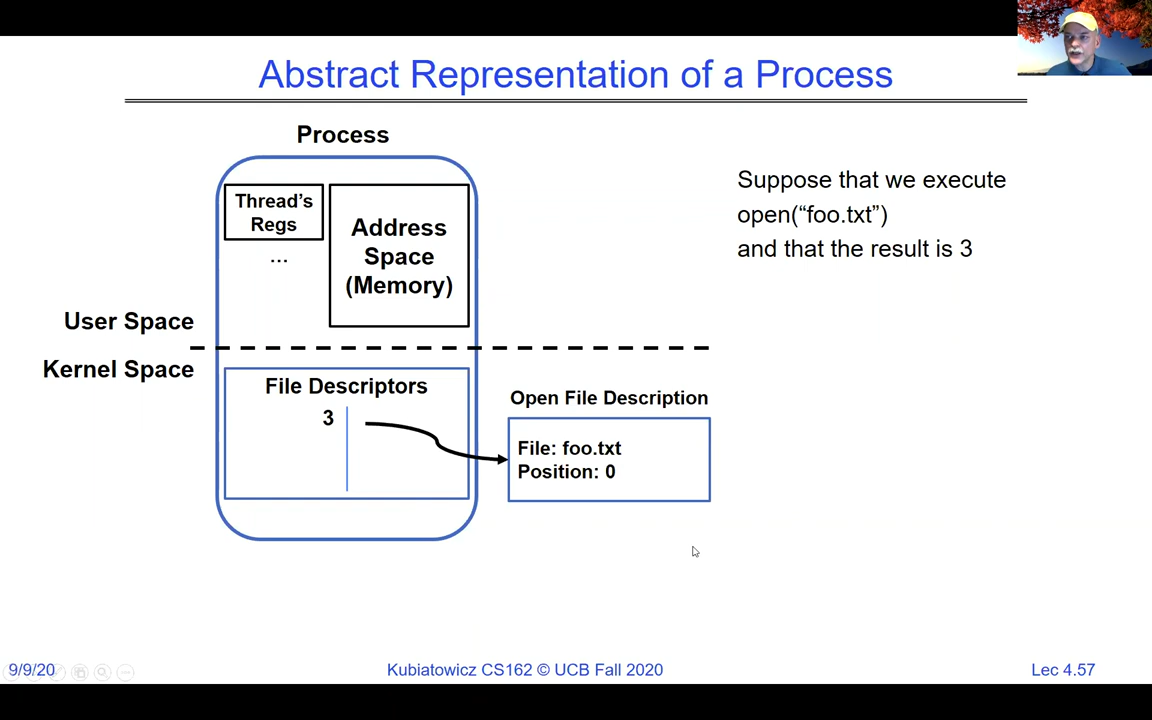 Abstract Representation of a Process
Process
Thread's
Regs
...
Address
Space
(Memory)
Suppose that we execute
open(“foo.txt”)
and that the result is 3
User Space
Kernel Space
File Descriptors
3
Open File Description
File: foo.txt
Position: 0
9/9/20
Kubiatowicz CS162 © UCB Fall 2020
Lec 4.57